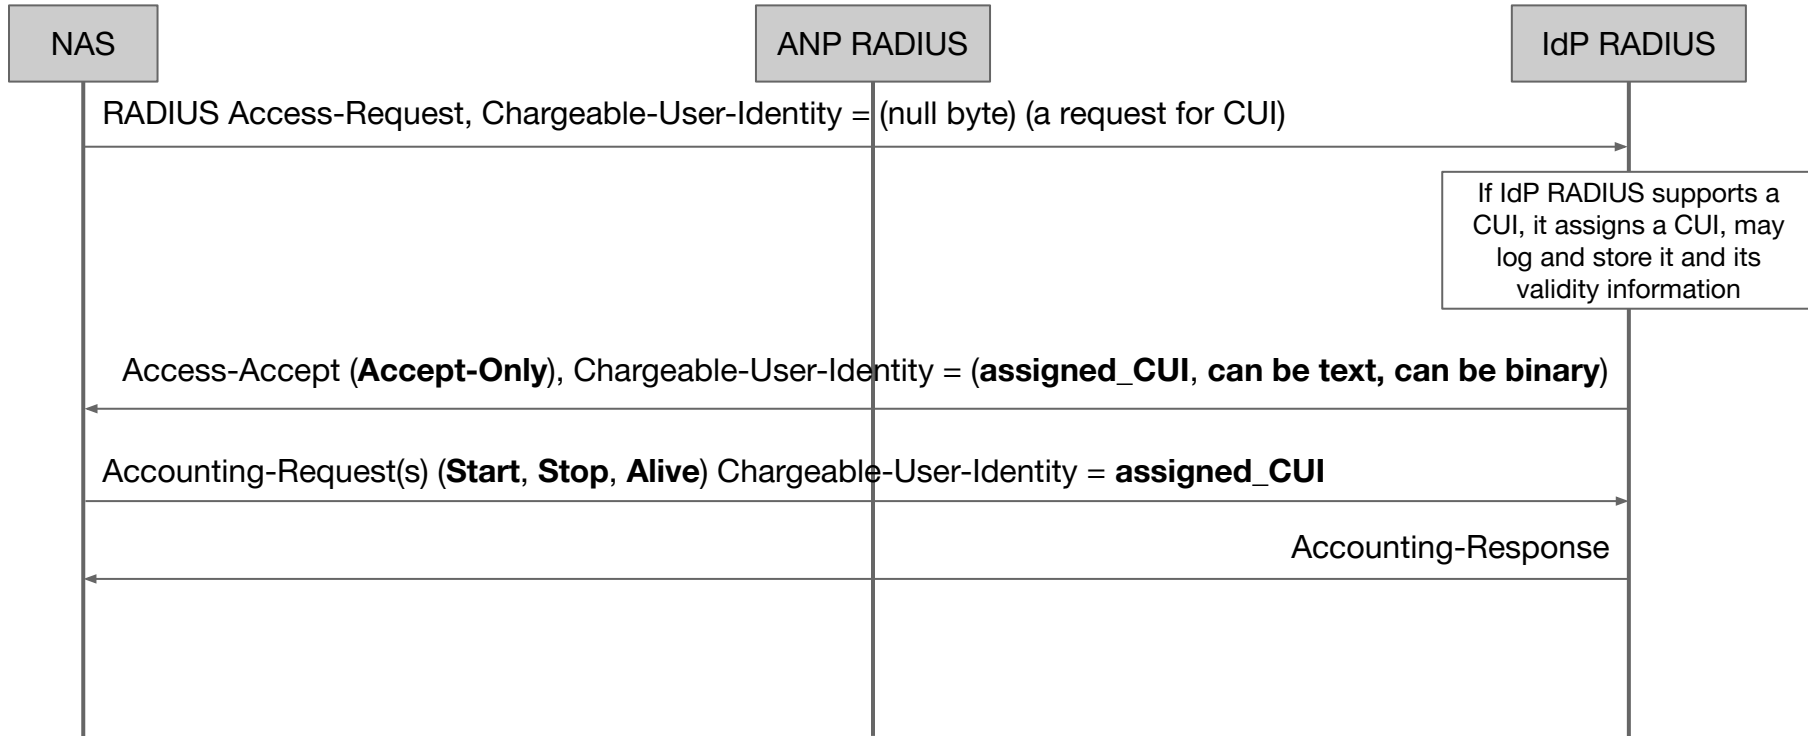 NAS
ANP RADIUS
IdP RADIUS
RADIUS Access-Request, Chargeable-User-Identity = (null byte) (a request for CUI)
If IdP RADIUS supports a
CUI, it assigns a CUI, may
log and store it and its
validity information
Access-Accept (Accept-Only), Chargeable-User-Identity = (assigned_CUI, can be text, can be binary)
Accounting-Request(s) (Start, Stop, Alive) Chargeable-User-Identity = assigned_CUI
Accounting-Response